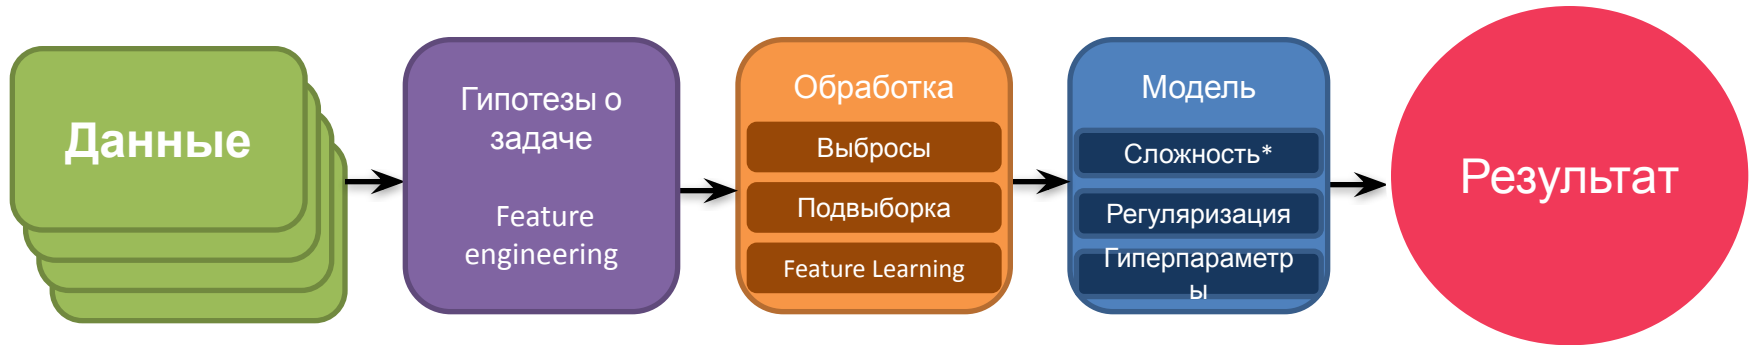 Данные
Гипотезы о
задаче
Feature
engineering
Обработка
Выбросы
Подвыборка
Feature Learning
Модель
Сложность*
Регуляризация
Гиперпараметр
ы
Результат